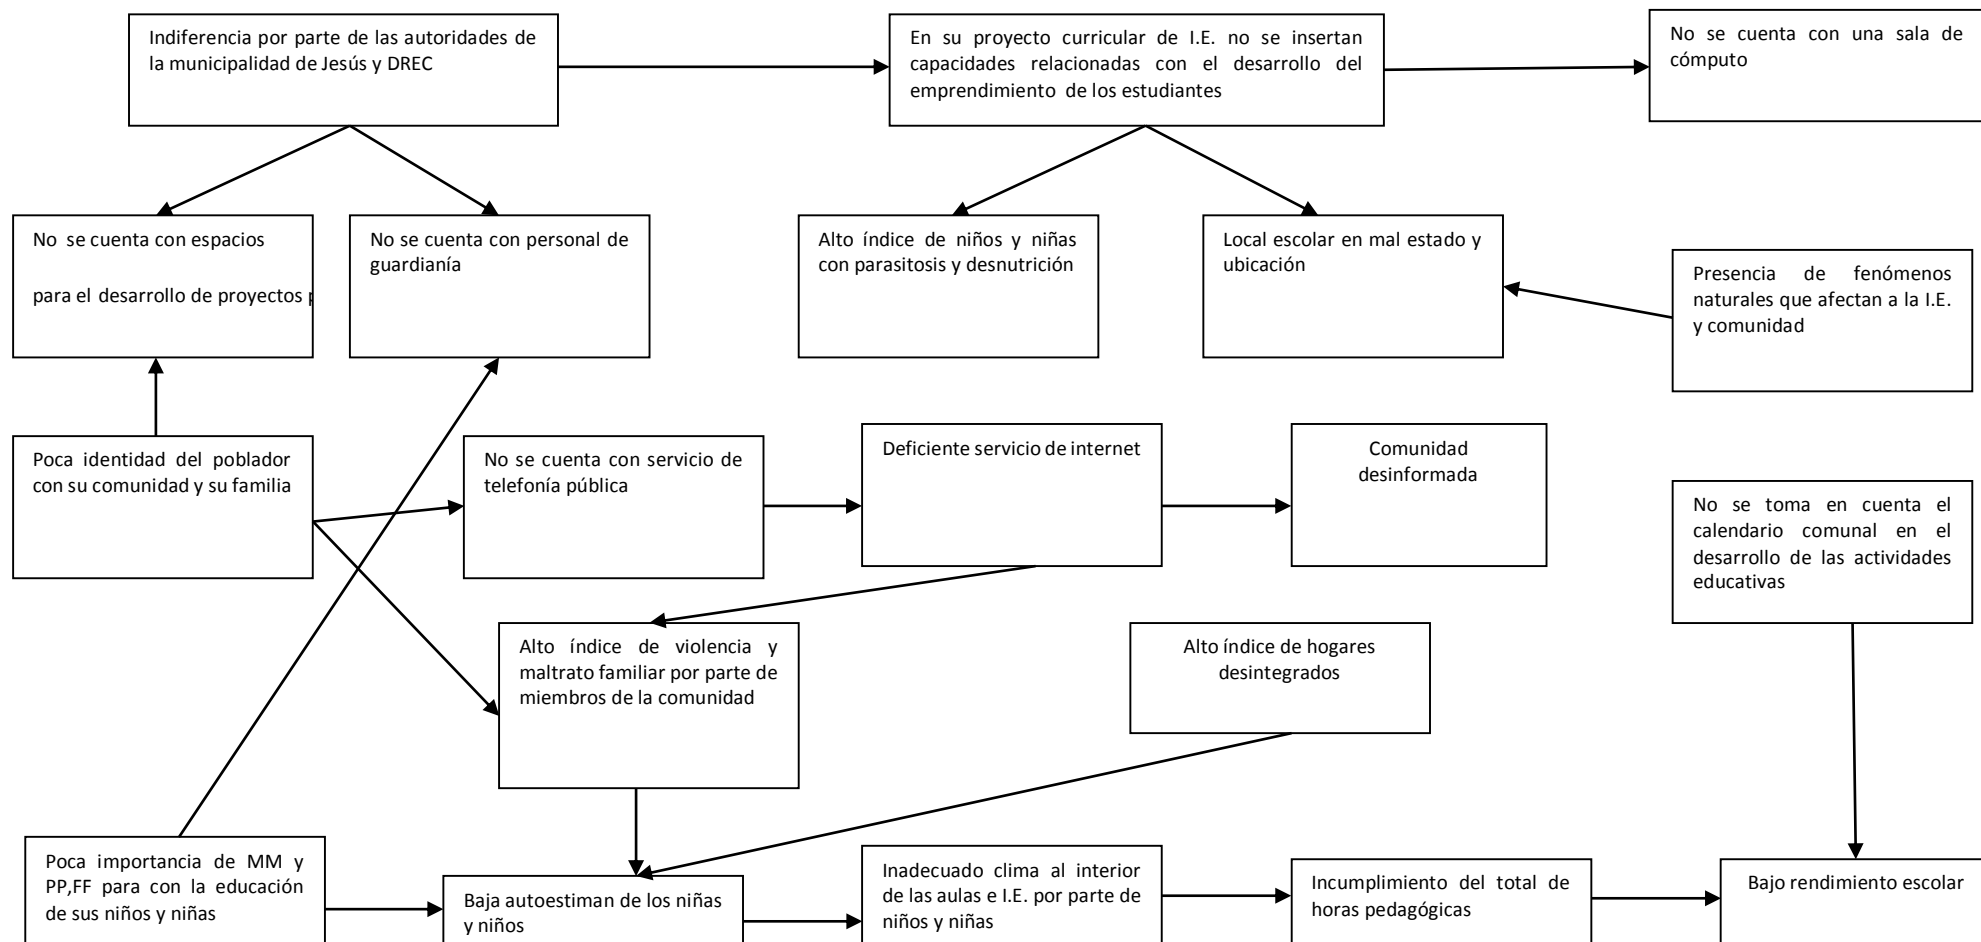 Indiferencia por parte de las autoridades de
la municipalidad de Jesús y DREC
En su proyecto curricular de I.E. no se insertan
capacidades relacionadas con el desarrollo del
emprendimiento de los estudiantes
No se cuenta con una sala de
cómputo
No se cuenta con espacios
para el desarrollo de proyectos
No se cuenta con personal de
guardianía
Alto índice de niños y niñas
con parasitosis y desnutrición
Local escolar en mal estado y
ubicación
Presencia de fenómenos
naturales que afectan a la I.E.
y comunidad
Poca identidad del poblador
con su comunidad y su familia
No se cuenta con servicio de
telefonía pública
Deficiente servicio de internet
Comunidad
desinformada
No se toma en cuenta el
calendario comunal en el
desarrollo de las actividades
educativas
Alto índice de violencia y
maltrato familiar por parte de
miembros de la comunidad
Alto índice de hogares
desintegrados
Poca importancia de MM y
PP,FF para con la educación
de sus niños y niñas
Baja autoestiman de los niñas
y niños
Inadecuado clima al interior
de las aulas e I.E. por parte de
niños y niñas
Incumplimiento del total de
horas pedagógicas
Bajo rendimiento escolar